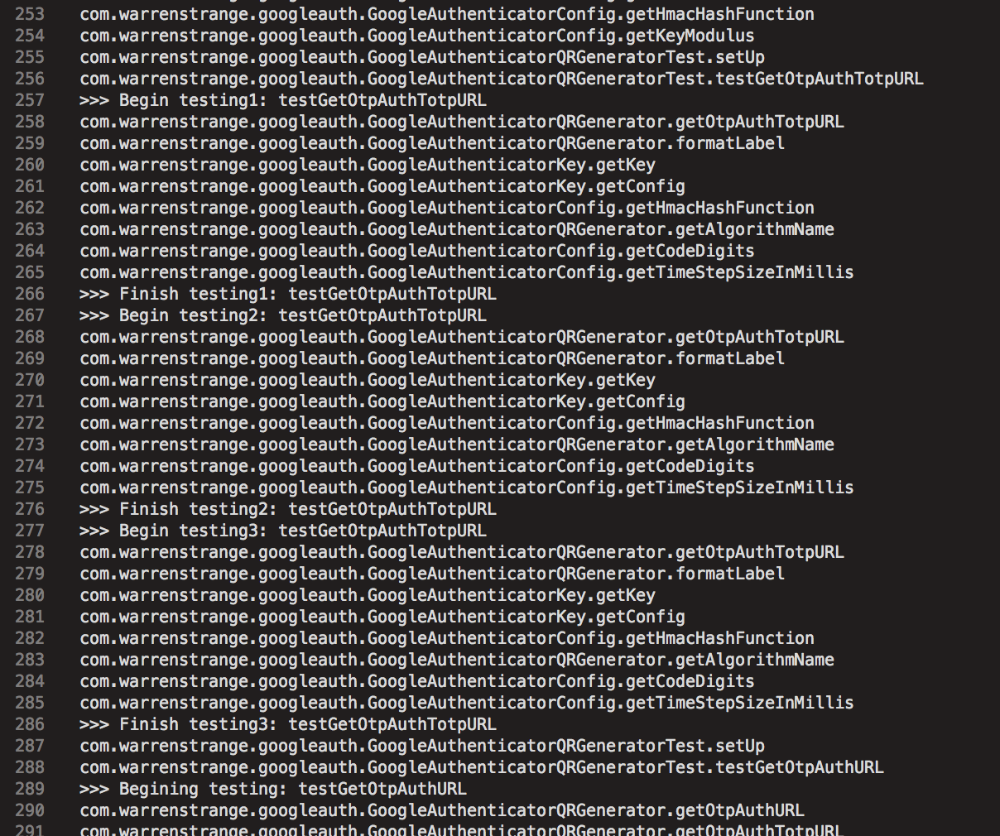 253 com.warrenstrange.googleauth.GoogleAuthenticatorConfig.getHmacHashFunction
254 com.warrenstrange.googleauth.GoogleAuthenticatorConfig.getKeyModulus
255 com.warrenstrange.googleauth.GoogleAuthenticatorQRGeneratorTest.setUp
256 com.warrenstrange.googleauth.GoogleAuthenticatorQRGeneratorTest.testGetOtpAuthTotpURL
257 >>> Begin testing1: testGetOtpAuthTotpURL
258 com.warrenstrange.googleauth.GoogleAuthenticatorQRGenerator.getOtpAuthTotpURL
259 com.warrenstrange.googleauth.GoogleAuthenticatorQRGenerator.formatLabel
260 com.warrenstrange.googleauth.GoogleAuthenticatorKey.getKey
261 com.warrenstrange.googleauth.GoogleAuthenticatorKey.getConfig
262 com.warrenstrange.googleauth.GoogleAuthenticatorConfig.getHmacHashFunction
263 com.warrenstrange.googleauth.GoogleAuthenticatorQRGenerator.getAlgorithmName
264 com.warrenstrange.googleauth.GoogleAuthenticatorConfig.getCodeDigits
265 com.warrenstrange.googleauth.GoogleAuthenticatorConfig.getTimeStepSizeInMillis
266 >>> Finish testing1: testGetOtpAuthTotpURL
267 >>> Begin testing2: testGetOtpAuthTotpURL
268 com.warrenstrange.googleauth.GoogleAuthenticatorQRGenerator.getOtpAuthTotpURL
269 com.warrenstrange.googleauth.GoogleAuthenticatorQRGenerator.formatLabel
270 com.warrenstrange.googleauth.GoogleAuthenticatorKey.getKey
271 com.warrenstrange.googleauth.GoogleAuthenticatorKey.getConfig
272 com.warrenstrange.googleauth.GoogleAuthenticatorConfig.getHmacHashFunction
273 com.warrenstrange.googleauth.GoogleAuthenticatorQRGenerator.getAlgorithmName
274 com.warrenstrange.googleauth.GoogleAuthenticatorConfig.getCodeDigits
275 com.warrenstrange.googleauth.GoogleAuthenticatorConfig.getTimeStepSizeInMillis
276 >>> Finish testing2: testGetOtpAuthTotpURL
277 >>> Begin testing3: testGetOtpAuthTotpURL
278 com.warrenstrange.googleauth.GoogleAuthenticatorQRGenerator.getOtpAuthTotpURL
279 com.warrenstrange.googleauth.GoogleAuthenticatorQRGenerator.formatLabel
280 com.warrenstrange.googleauth.GoogleAuthenticatorKey.getKey
281 com.warrenstrange.googleauth.GoogleAuthenticatorKey.getConfig
282 com.warrenstrange.googleauth.GoogleAuthenticatorConfig.getHmacHashFunction
283 com.warrenstrange.googleauth.GoogleAuthenticatorQRGenerator.getAlgorithmName
284 com.warrenstrange.googleauth.GoogleAuthenticatorConfig.getCodeDigits
285 com.warrenstrange.googleauth.GoogleAuthenticatorConfig.getTimeStepSizeInMillis
286 >>> Finish testing3: testGetOtpAuthTotpURL
287 com.warrenstrange.googleauth.GoogleAuthenticatorQRGeneratorTest.setUp
288 com.warrenstrange.googleauth.GoogleAuthenticatorQRGeneratorTest.testGetOtpAuthURL
289 >>> Begining testing: testGetOtpAuthURL
290 com.warrenstrange.googleauth.GoogleAuthenticatorQRGenerator.getOtpAuthURL
291 com.warrenstrange.googleauth.GoogleAuthenticatorQRGenerator.getOtpAuthTotpURL